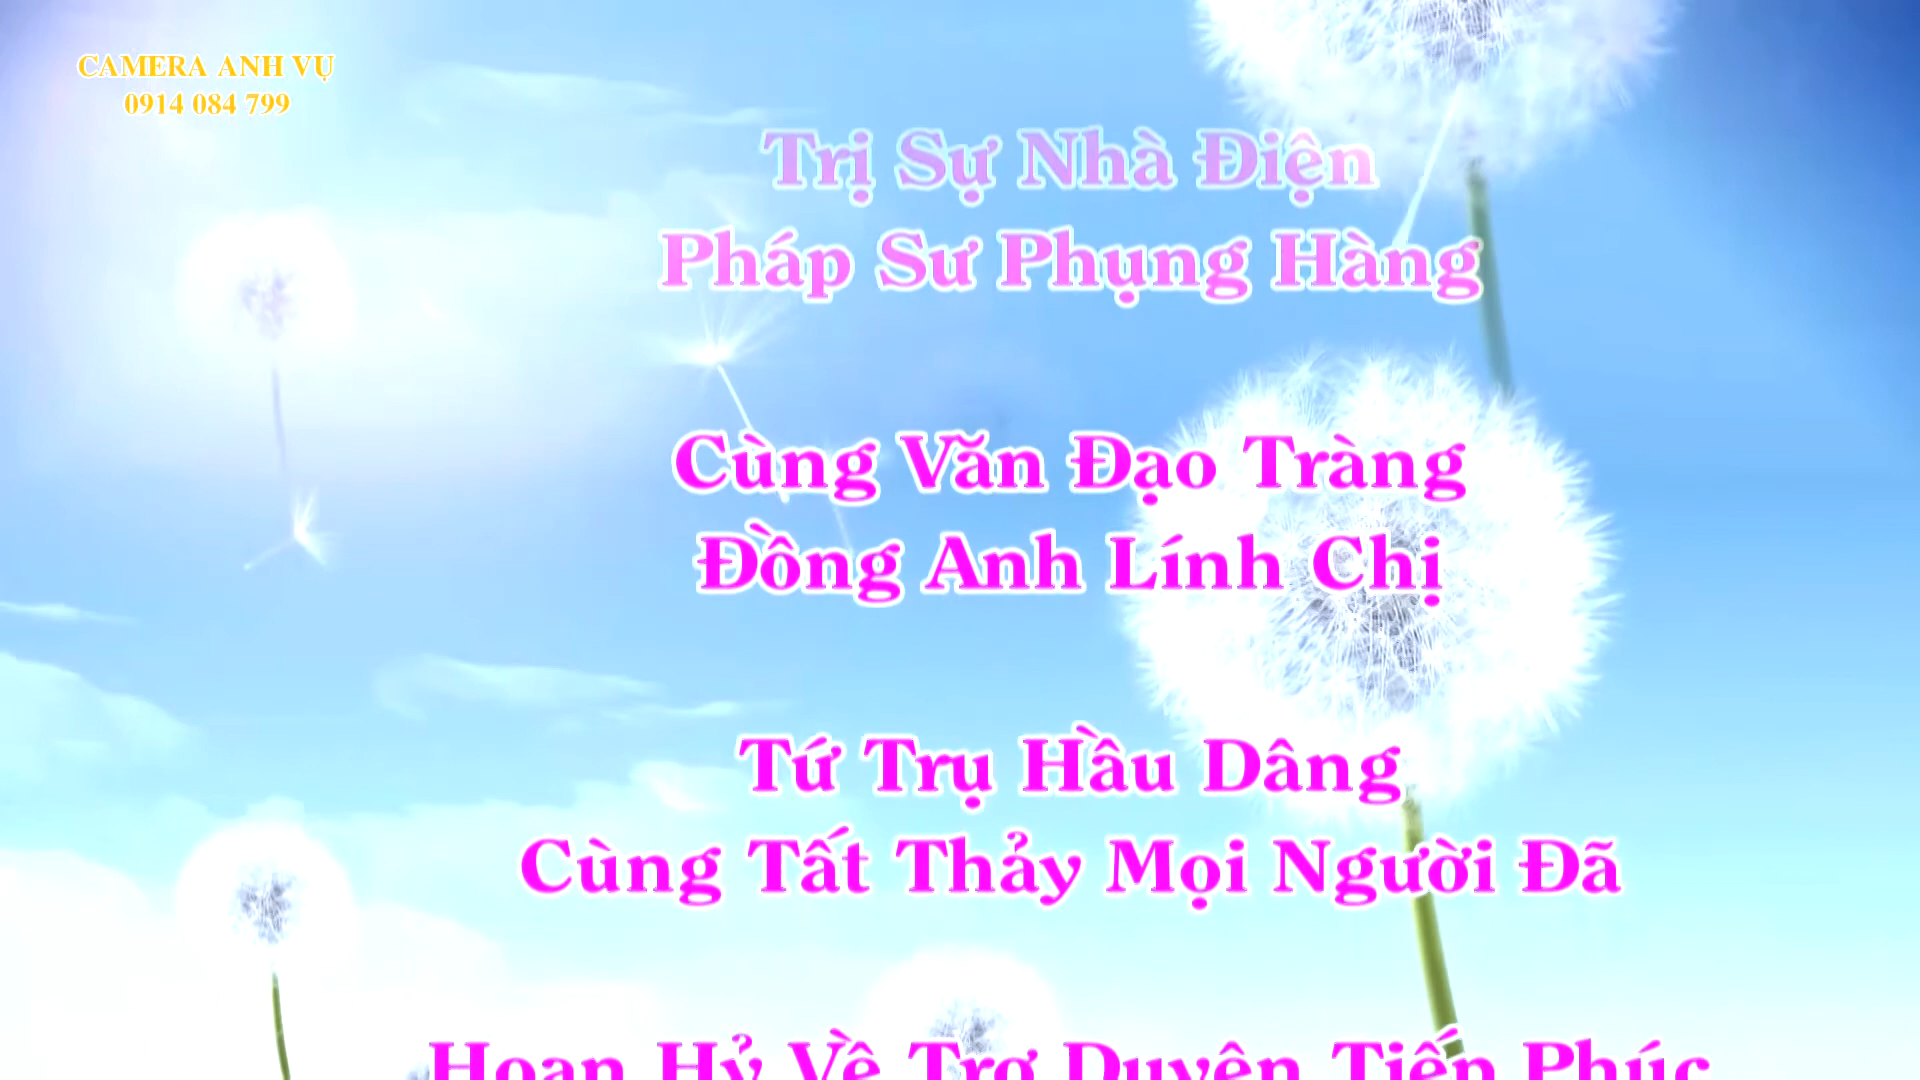 CAMERA ANH VỤ
0914 084 799
Trị Sự Nhà Điện
Pháp Sư Phụng Hàng
Cùng Văn Đạo Tràng
Đồng Anh Lính Chị
Tứ Trụ Hầu Dâng
Cùng Tất Thảy Mọi Người Đã
Hoan Hỷ Về Trợ Duyên Tiến Phúc